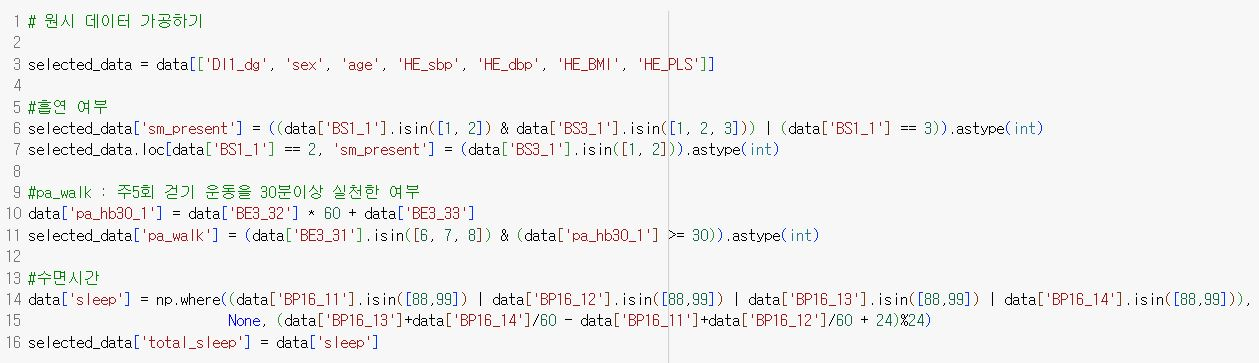 1 # 원시 데이터 가공하기
2
3 selected_data = data[['DI1_dg', 'sex', 'age', 'HE_sbp', 'HE_dbp', 'HE_BMI', 'HE_PLS']]
4
5 #흡연 여부
6 selected_data['sm_present'] = ((data['BS1_1'].isin([1, 2]) & data['BS3_1'].isin([1, 2, 3])) | (data['BS1_1'] == 3)).astype(int)
7 selected_data.loc[data['BS1_1'] == 2, 'sm_present'] = (data['BS3_1'].isin([1, 2])).astype(int)
8
9 #pa_walk : 주5회 걷기 운동을 30분이상 실천한 여부
10 data['pa_hb30_1'] = data['BE3_32'] * 60 + data['BE3_33']
11 selected_data['pa_walk'] = (data['BE3_31'].isin([6, 7, 8]) & (data['pa_hb30_1'] >= 30)).astype(int)
12
13 #수면시간
14 data['sleep'] = np.where((data['BP16_11'].isin([88,99]) | data['BP16_12'].isin([88,99]) | data['BP16_13'].isin([88,99]) | data['BP16_14'].isin([88,99])),
15 None, (data['BP16_13']+data['BP16_14']/60 - data['BP16_11']+data['BP16_12']/60 + 24)%24)
16 selected_data['total_sleep'] = data['sleep']